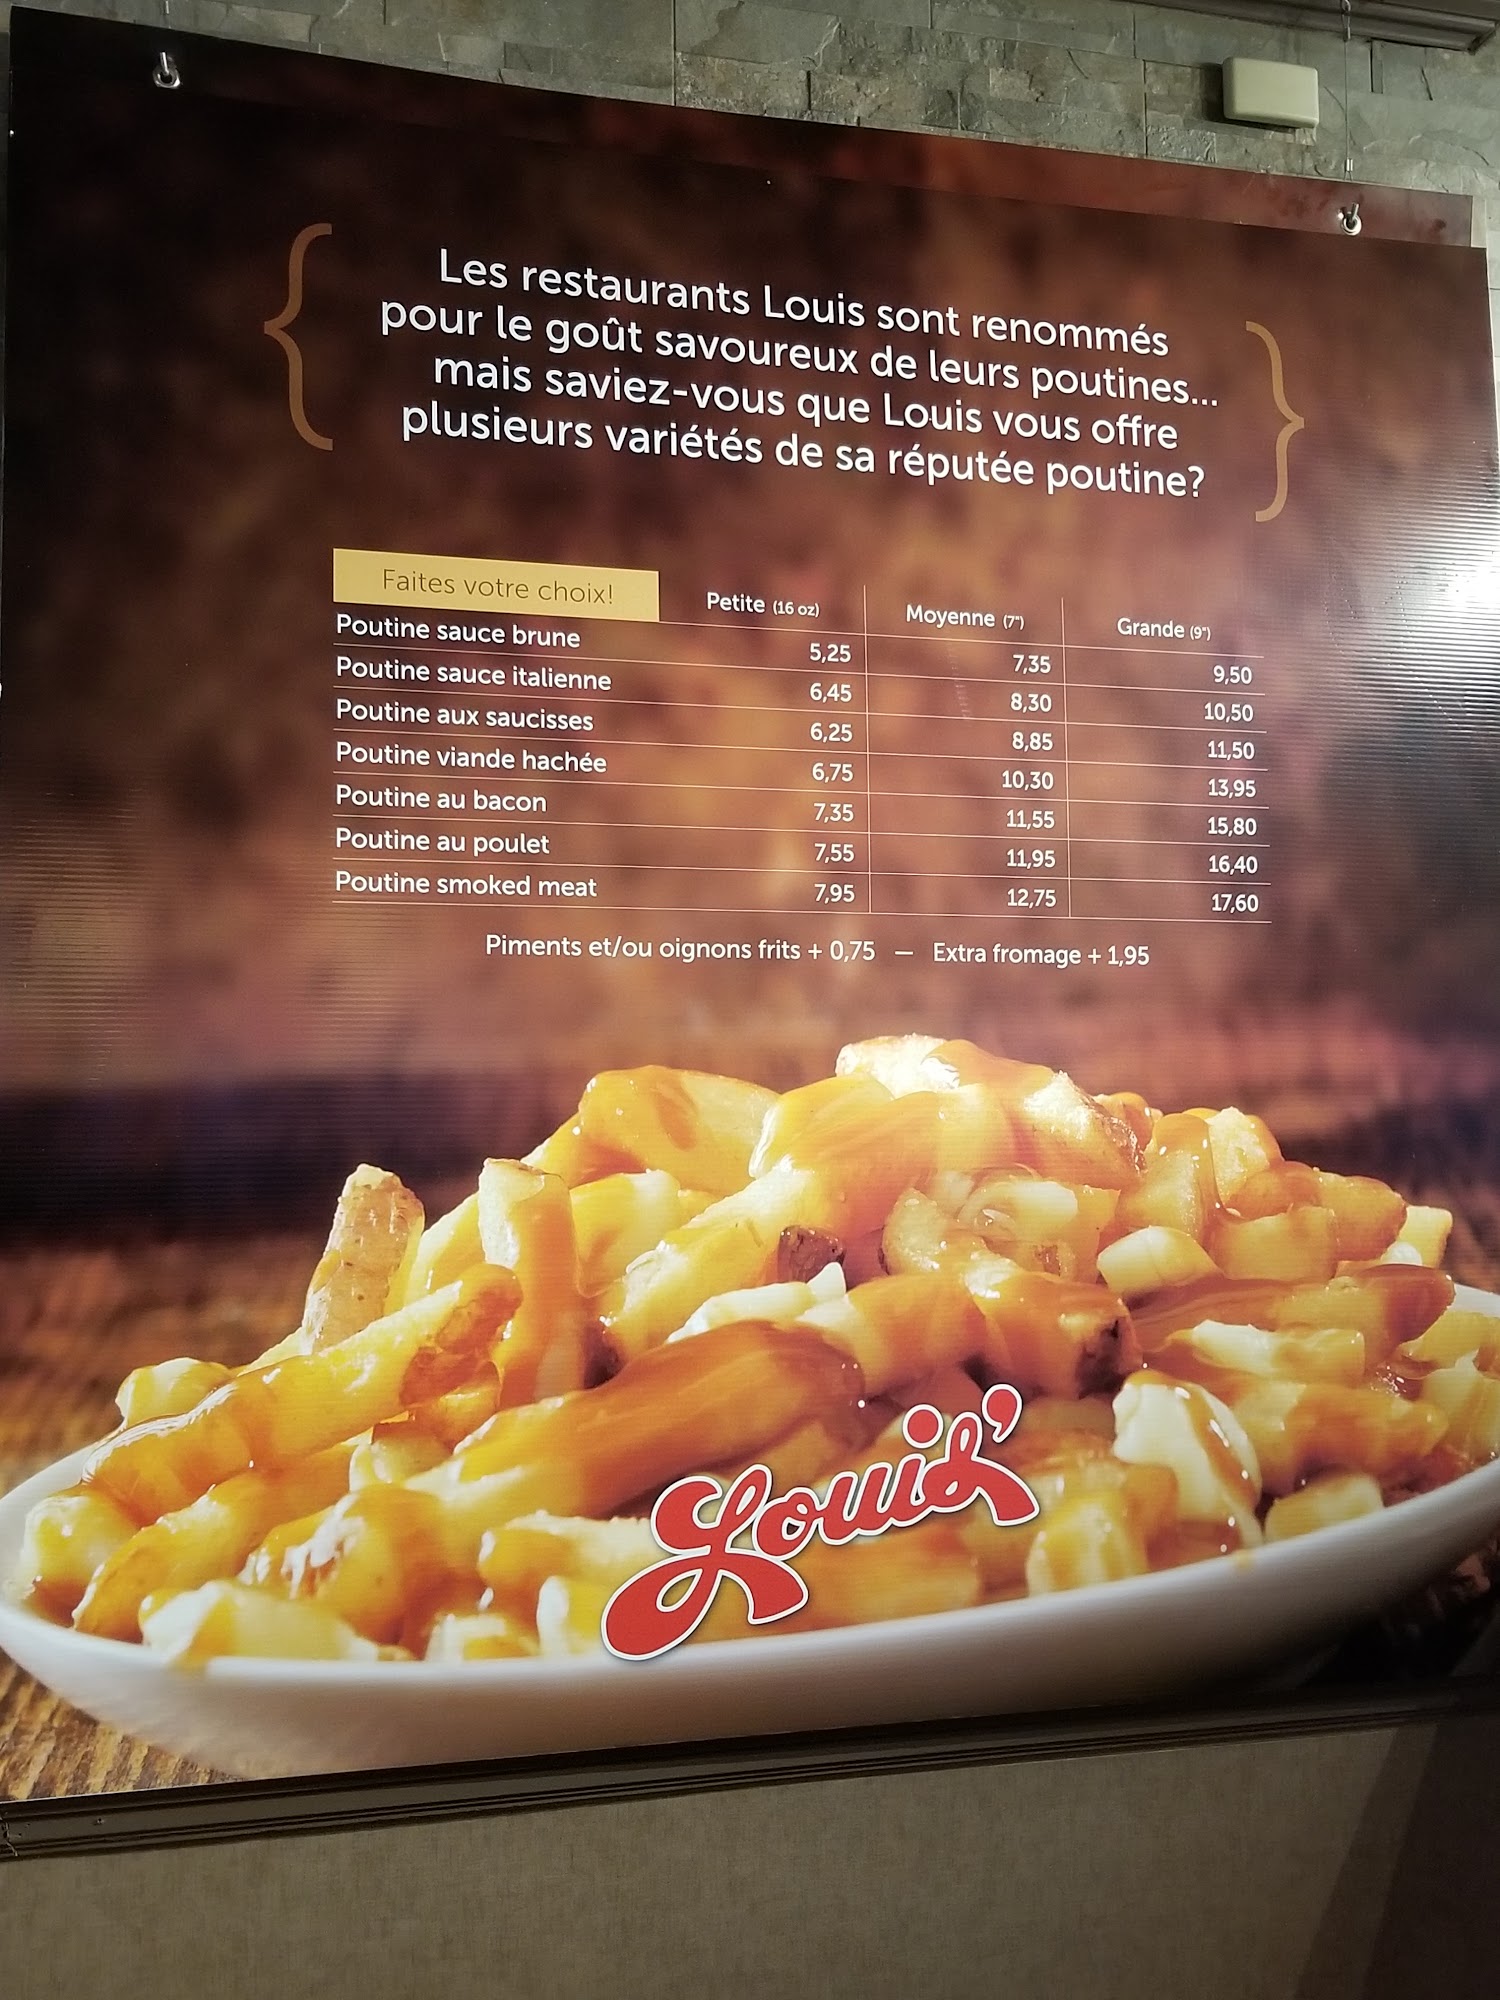 Les restaurants Louis sont renommés
pour le goût savoureux de leurs poutines...
mais saviez-vous que Louis vous offre
plusieurs variétés de sa réputée poutine?
Faites votre choix! Petite (16 oz) Moyenne (7") Grande (9")
Poutine sauce brune 5,25 7,35 9,50
Poutine sauce italienne 6,45 8,30 10,50
Poutine aux saucisses 6,25 8,85 11,50
Poutine viande hachée 6,75 10,30 13,95
Poutine au bacon 7,35 11,55 15,80
Poutine au poulet 7,55 11,95 16,40
Poutine smoked meat 7,95 12,75 17,60
Piments et/ou oignons frits + 0,75 — Extra fromage + 1,95
Louis'